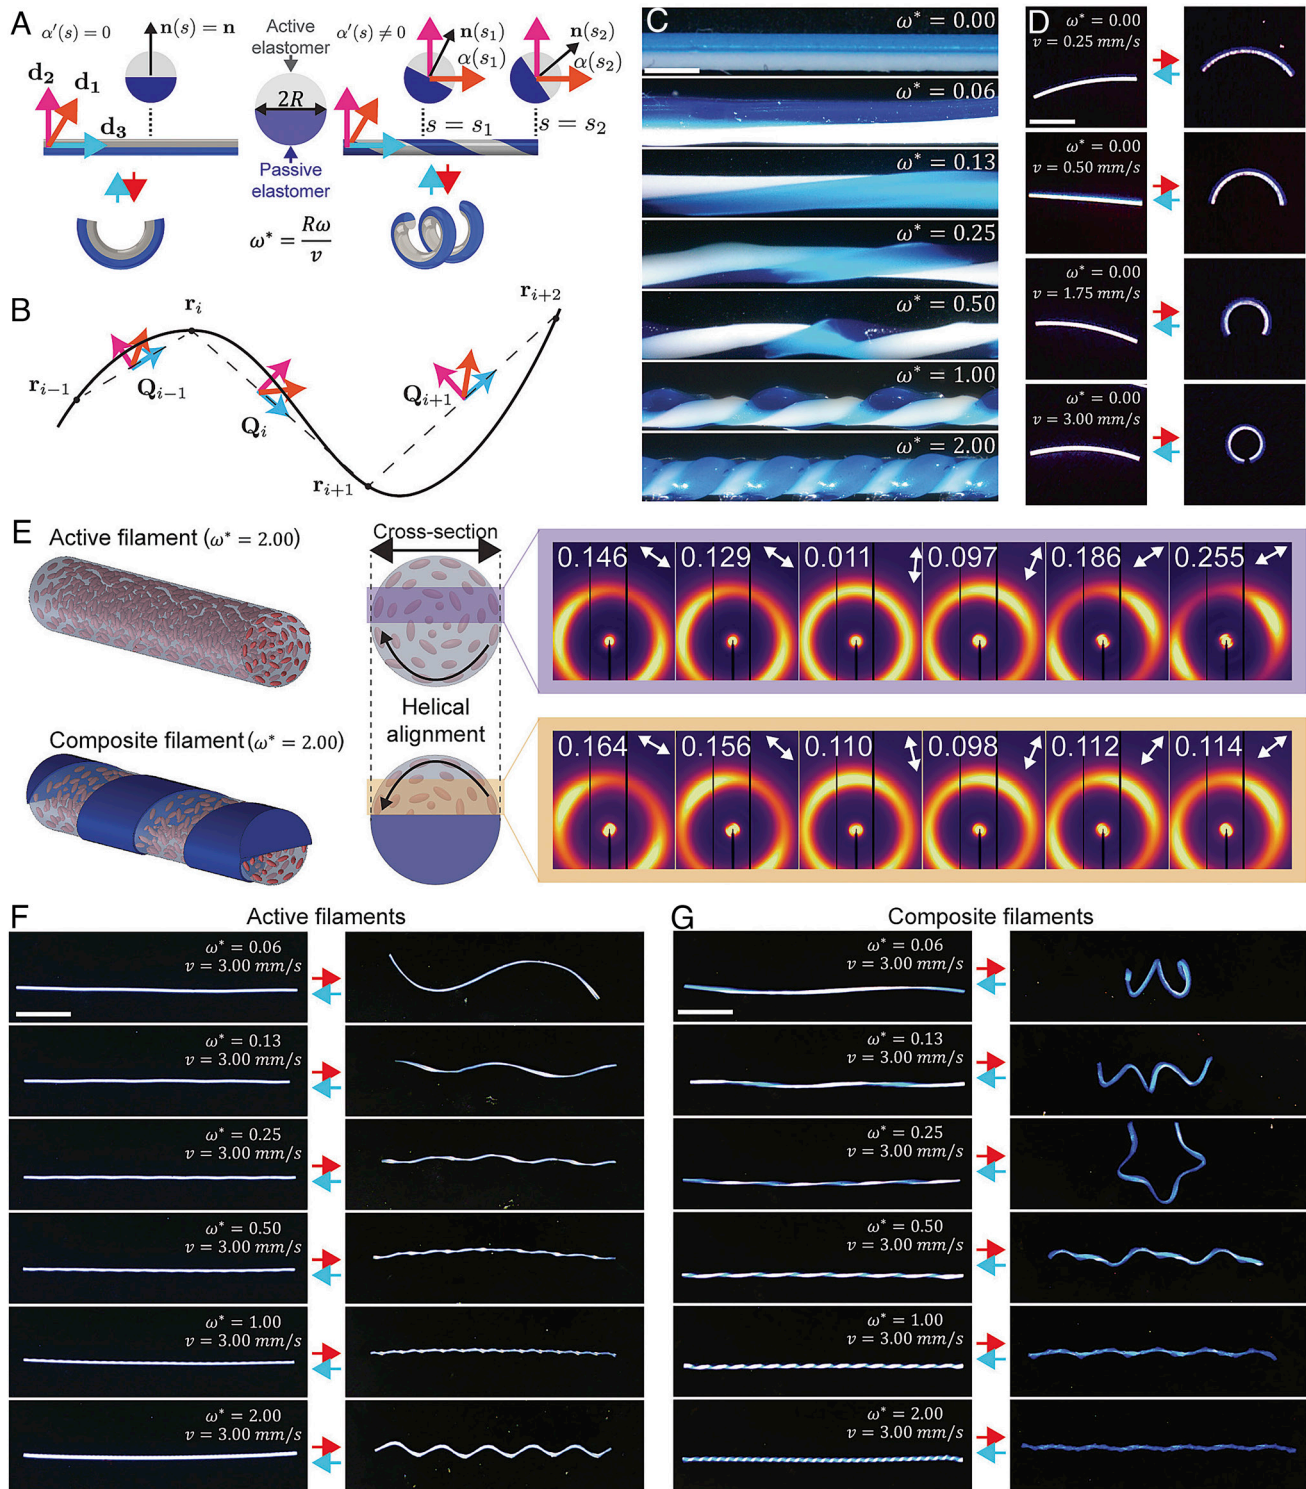 A
α′(s) = 0
n(s) = n
d₂
d₁
d₃
Active
elastomer
2R
Passive
elastomer
ω* = Rω/v
α′(s) ≠ 0
n(s₁)
α(s₁)
n(s₂)
α(s₂)
s = s₁
s = s₂
B
rᵢ₋₁
rᵢ
rᵢ₊₁
rᵢ₊₂
Qᵢ₋₁
Qᵢ
Qᵢ₊₁
C
ω* = 0.00
ω* = 0.06
ω* = 0.13
ω* = 0.25
ω* = 0.50
ω* = 1.00
ω* = 2.00
D
ω* = 0.00
v = 0.25 mm/s
ω* = 0.00
v = 0.50 mm/s
ω* = 0.00
v = 1.75 mm/s
ω* = 0.00
v = 3.00 mm/s
E
Active filament (ω* = 2.00)
Cross-section
0.146 0.129 0.011 0.097 0.186 0.255
Helical
alignment
Composite filament (ω* = 2.00)
0.164 0.156 0.110 0.098 0.112 0.114
F
Active filaments
ω* = 0.06
v = 3.00 mm/s
ω* = 0.13
v = 3.00 mm/s
ω* = 0.25
v = 3.00 mm/s
ω* = 0.50
v = 3.00 mm/s
ω* = 1.00
v = 3.00 mm/s
ω* = 2.00
v = 3.00 mm/s
G
Composite filaments
ω* = 0.06
v = 3.00 mm/s
ω* = 0.13
v = 3.00 mm/s
ω* = 0.25
v = 3.00 mm/s
ω* = 0.50
v = 3.00 mm/s
ω* = 1.00
v = 3.00 mm/s
ω* = 2.00
v = 3.00 mm/s